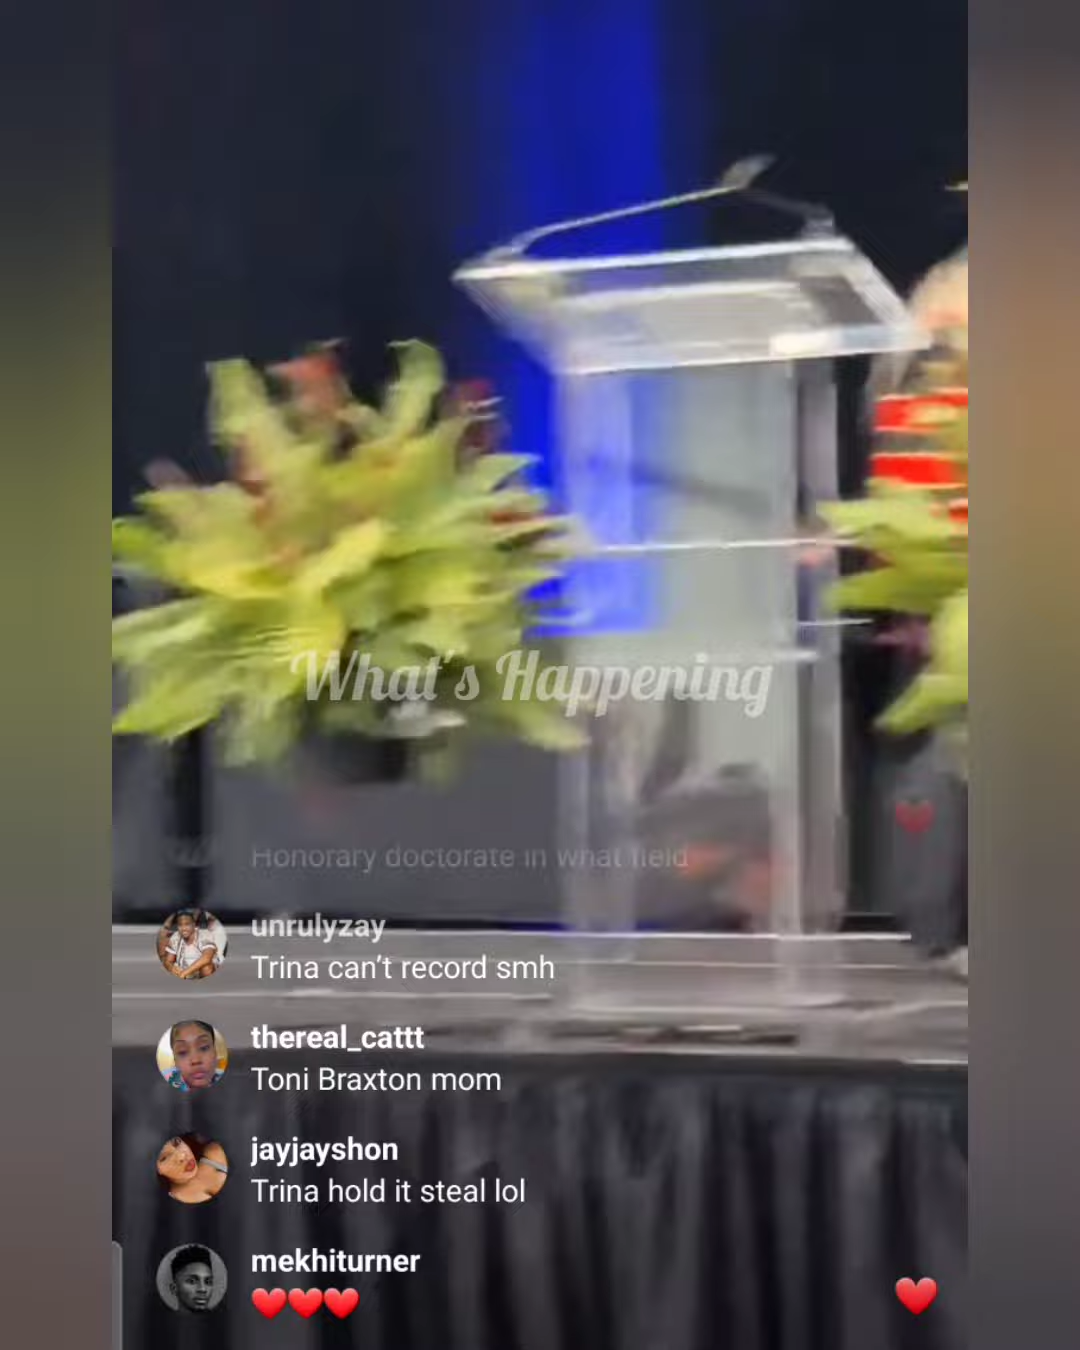 What's Happening
Honorary doctorate in what field
unrulyzay
Trina can’t record smh
thereal_cattt
Toni Braxton mom
jayjayshon
Trina hold it steal lol
mekhiturner
❤️❤️❤️